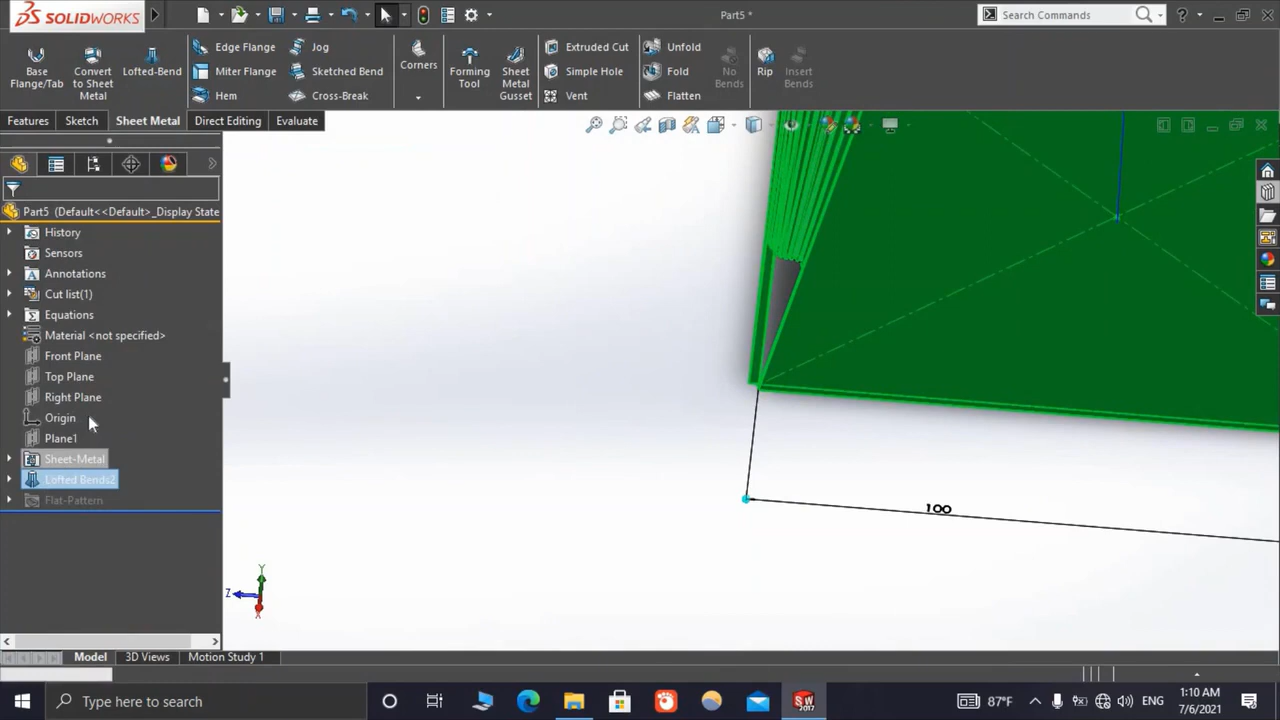 SOLIDWORKS
Part5 *
Search Commands
Base
Flange/Tab
Convert
to Sheet
Metal
Lofted-Bend
Edge Flange
Miter Flange
Hem
Jog
Sketched Bend
Cross-Break
Corners
Forming
Tool
Sheet
Metal
Gusset
Extruded Cut
Simple Hole
Vent
Unfold
Fold
Flatten
No
Bends
Rip
Insert
Bends
Features
Sketch
Sheet Metal
Direct Editing
Evaluate
Part5 (Default<<Default>_Display State
History
Sensors
Annotations
Cut list(1)
Equations
Material <not specified>
Front Plane
Top Plane
Right Plane
Origin
Plane1
Sheet-Metal
Lofted Bends2
Flat-Pattern
100
Y
Z
X
Model
3D Views
Motion Study 1
Type here to search
SW
2017
87°F
ENG
1:10 AM
7/6/2021